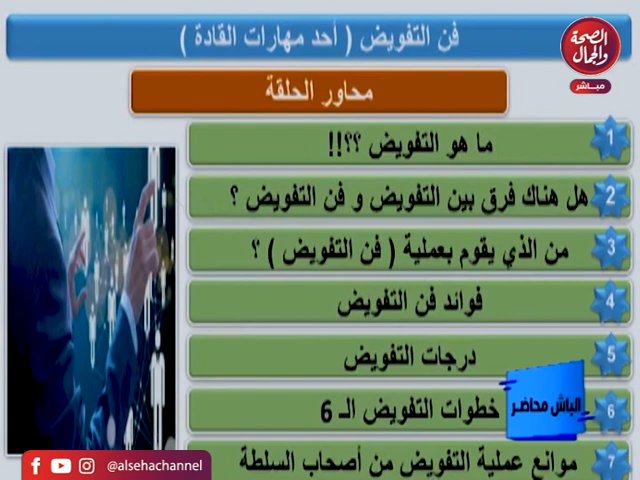 فن التفويض ( أحد مهارات القادة )
الصحة
والجمال
مباشر
محاور الحلقة
1 ما هو التفويض ؟؟!!
2 هل هناك فرق بين التفويض و فن التفويض ؟
3 من الذي يقوم بعملية ( فن التفويض ) ؟
4 فوائد فن التفويض
5 درجات التفويض
6 خطوات التفويض الـ 6
الباش محاضر
7 موانع عملية التفويض من أصحاب السلطة
@alsehachannel